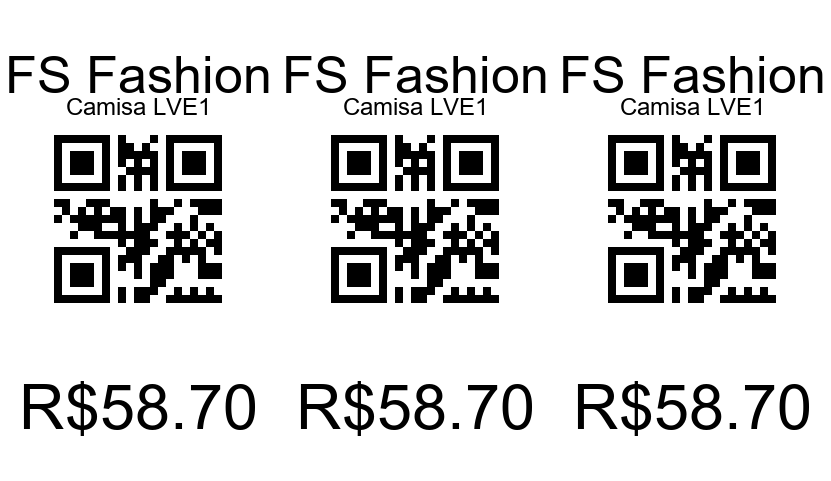 FS Fashion FS Fashion FS Fashion
Camisa LVE1 Camisa LVE1 Camisa LVE1
R$58.70 R$58.70 R$58.70